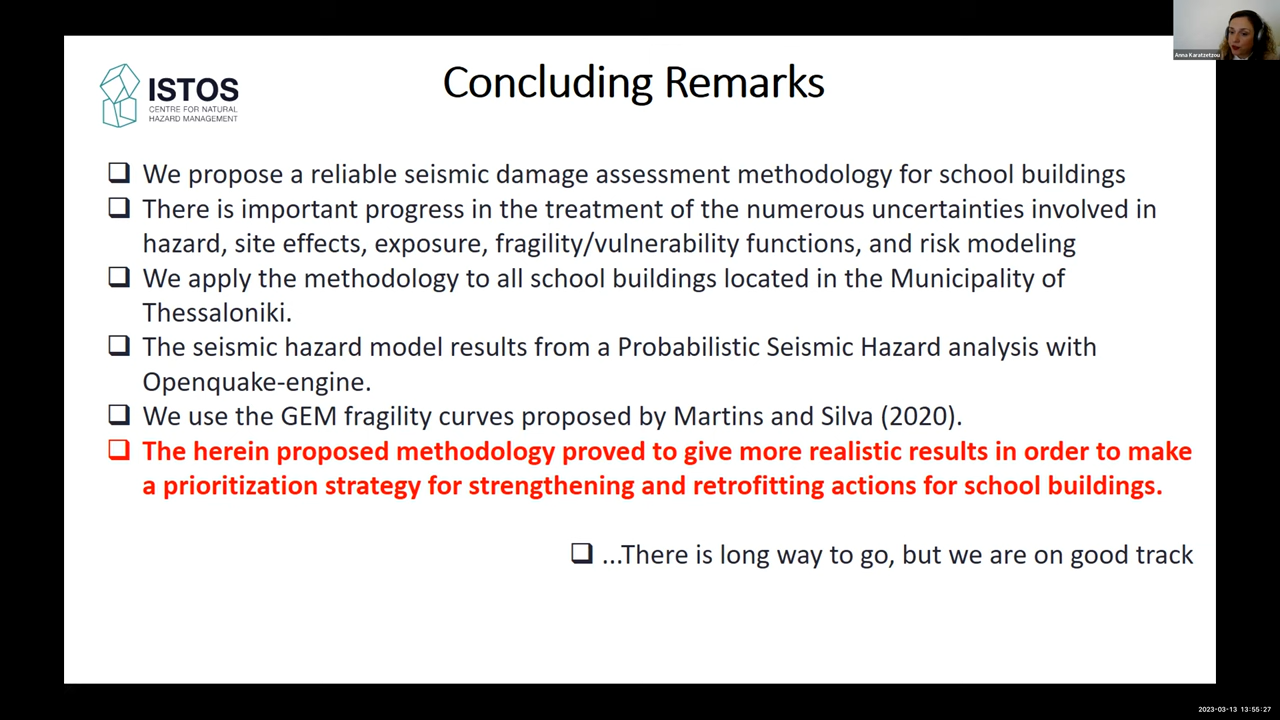 Anna Karatzetzou
ISTOS
CENTRE FOR NATURAL
HAZARD MANAGEMENT
Concluding Remarks
❑ We propose a reliable seismic damage assessment methodology for school buildings
❑ There is important progress in the treatment of the numerous uncertainties involved in
hazard, site effects, exposure, fragility/vulnerability functions, and risk modeling
❑ We apply the methodology to all school buildings located in the Municipality of
Thessaloniki.
❑ The seismic hazard model results from a Probabilistic Seismic Hazard analysis with
Openquake-engine.
❑ We use the GEM fragility curves proposed by Martins and Silva (2020).
❑ The herein proposed methodology proved to give more realistic results in order to make
a prioritization strategy for strengthening and retrofitting actions for school buildings.
❑ ...There is long way to go, but we are on good track
2023-03-13 13:55:27